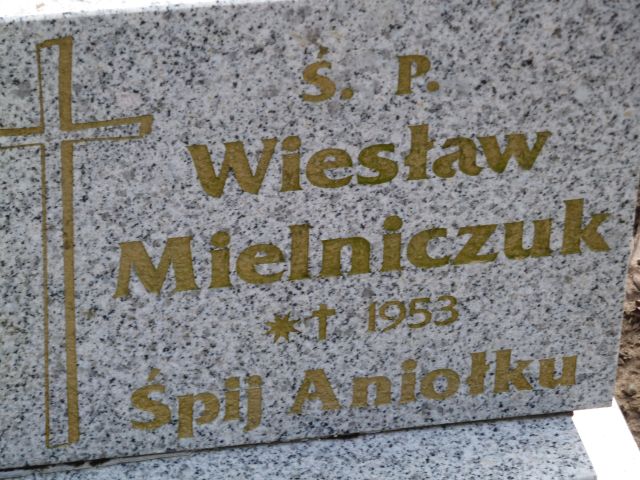 Ś. P.
Wiesław
Mielniczuk
*† 1953
Śpij Aniołku